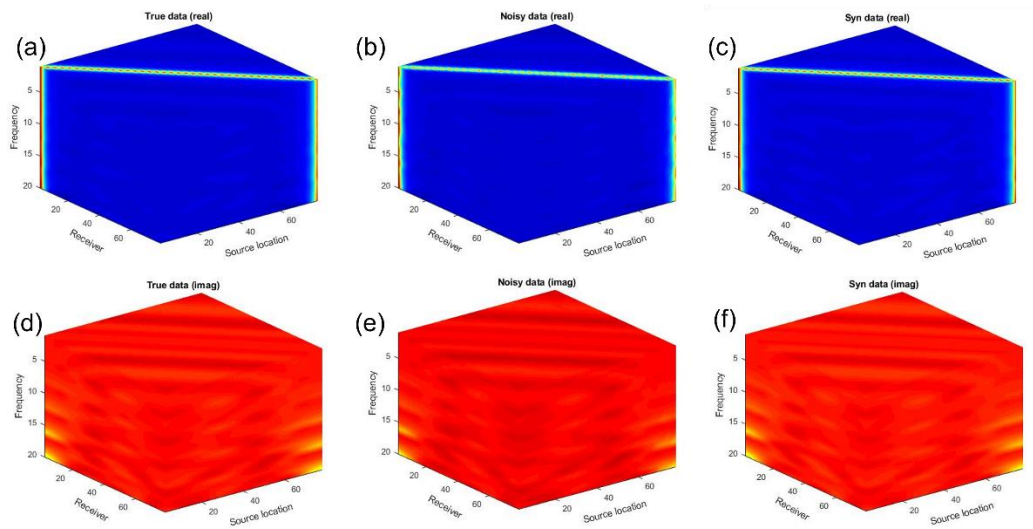 True data (real)
Noisy data (real)
Syn data (real)
(a)
(b)
(c)
Frequency
5
10
15
20
20
40
60
Receiver
20
40
60
Source location
Frequency
5
10
15
20
20
40
60
Receiver
20
40
60
Source location
Frequency
5
10
15
20
20
40
60
Receiver
20
40
60
Source location
True data (imag)
Noisy data (imag)
Syn data (imag)
(d)
(e)
(f)
Frequency
5
10
15
20
20
40
60
Receiver
20
40
60
Source location
Frequency
5
10
15
20
20
40
60
Receiver
20
40
60
Source location
Frequency
5
10
15
20
20
40
60
Receiver
20
40
60
Source location